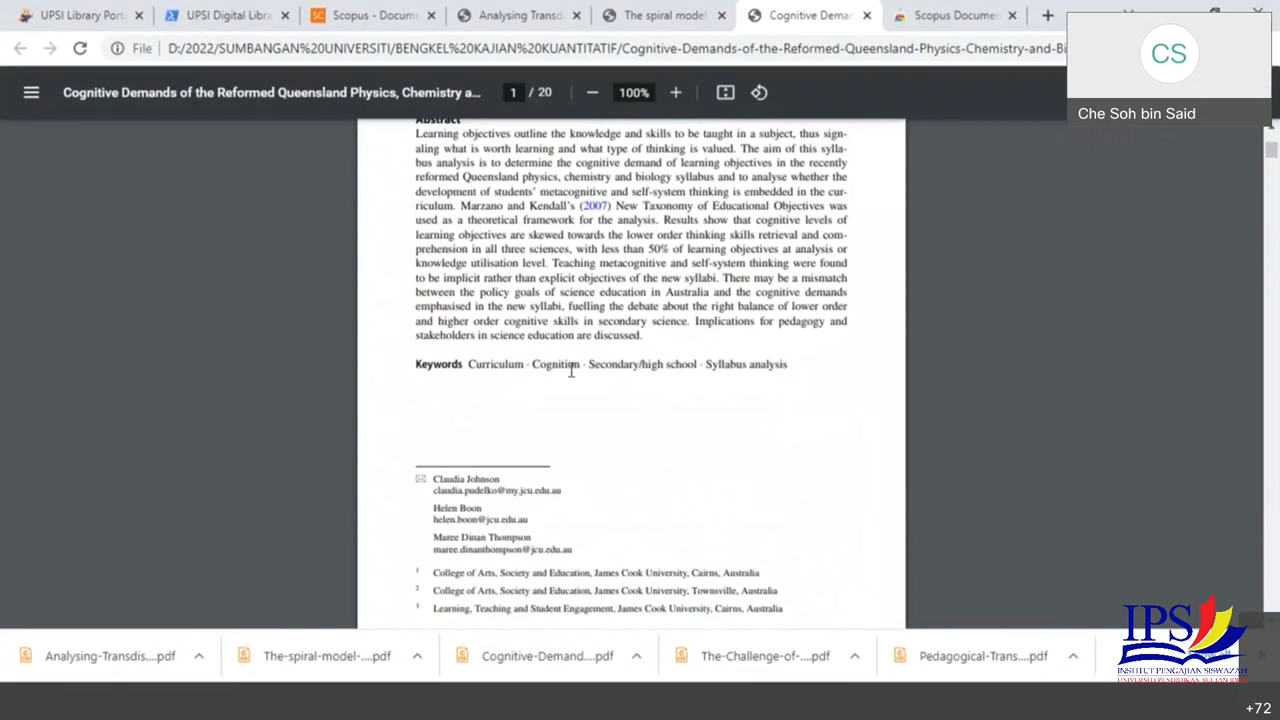 UPSI Library Port
UPSI Digital Libra
Scopus - Docum
Analysing Transd
The spiral model
Cognitive Dema
Scopus Docume
File
D:/2022/SUMBANGAN%20UNIVERSITI/BENGKEL%20KAJIAN%20KUANTITATIF/Cognitive-Demands-of-the-Reformed-Queensland-Physics-Chemistry-and-Bi
CS
Che Soh bin Said
Cognitive Demands of the Reformed Queensland Physics, Chemistry a...
1 / 20
100%
Abstract
Learning objectives outline the knowledge and skills to be taught in a subject, thus sign-
aling what is worth learning and what type of thinking is valued. The aim of this sylla-
bus analysis is to determine the cognitive demand of learning objectives in the recently
reformed Queensland physics, chemistry and biology syllabus and to analyse whether the
development of students' metacognitive and self-system thinking is embedded in the cur-
riculum. Marzano and Kendall's (2007) New Taxonomy of Educational Objectives was
used as a theoretical framework for the analysis. Results show that cognitive levels of
learning objectives are skewed towards the lower order thinking skills retrieval and com-
prehension in all three sciences, with less than 50% of learning objectives at analysis or
knowledge utilisation level. Teaching metacognitive and self-system thinking were found
to be implicit rather than explicit objectives of the new syllabi. There may be a mismatch
between the policy goals of science education in Australia and the cognitive demands
emphasised in the new syllabi, fuelling the debate about the right balance of lower order
and higher order cognitive skills in secondary science. Implications for pedagogy and
stakeholders in science education are discussed.
Keywords Curriculum · Cognition · Secondary/high school · Syllabus analysis
Claudia Johnson
claudia.pudelko@my.jcu.edu.au
Helen Boon
helen.boon@jcu.edu.au
Maree Dinan Thompson
maree.dinanthompson@jcu.edu.au
1 College of Arts, Society and Education, James Cook University, Cairns, Australia
2 College of Arts, Society and Education, James Cook University, Townsville, Australia
3 Learning, Teaching and Student Engagement, James Cook University, Cairns, Australia
Analysing-Transdis....pdf
The-spiral-model-....pdf
Cognitive-Demand....pdf
The-Challenge-of-....pdf
Pedagogical-Trans....pdf
IPS
INSTITUT PENGAJIAN SISWAZAH
UNIVERSITI PENDIDIKAN SULTAN IDRIS
+72